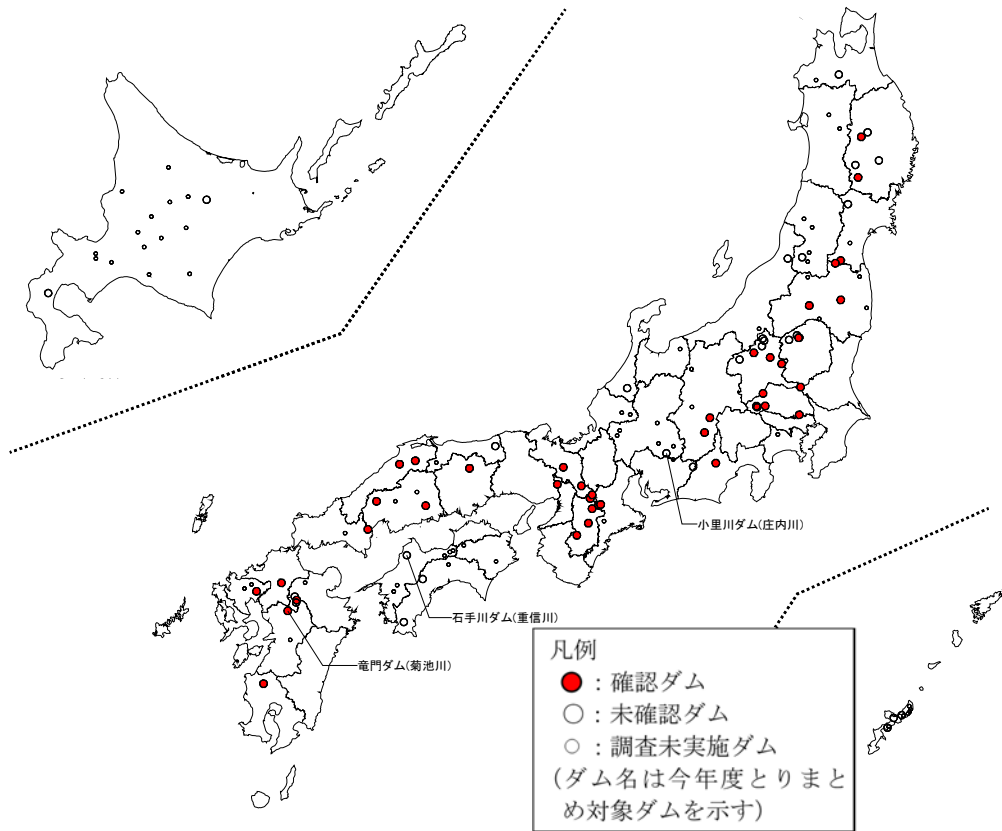 小里川ダム(庄内川)
石手川ダム(重信川)
竜門ダム(菊池川)
凡例
：確認ダム
：未確認ダム
：調査未実施ダム
(ダム名は今年度とりまと
め対象ダムを示す)